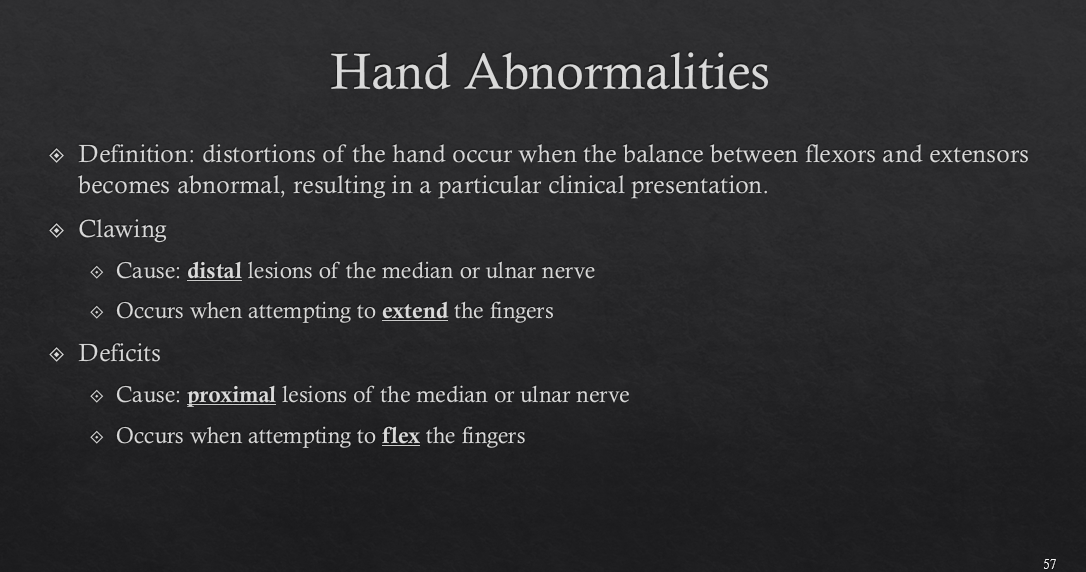 Hand Abnormalities
Definition: distortions of the hand occur when the balance between flexors and extensors
becomes abnormal, resulting in a particular clinical presentation.
Clawing
Cause: distal lesions of the median or ulnar nerve
Occurs when attempting to extend the fingers
Deficits
Cause: proximal lesions of the median or ulnar nerve
Occurs when attempting to flex the fingers
57